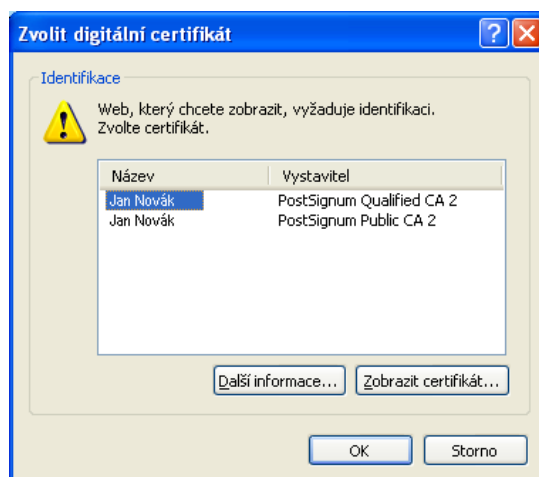 Zvolit digitální certifikát
Identifikace
Web, který chcete zobrazit, vyžaduje identifikaci.
Zvolte certifikát.
Název Vystavitel
Jan Novák PostSignum Qualified CA 2
Jan Novák PostSignum Public CA 2
Další informace... Zobrazit certifikát...
OK Storno